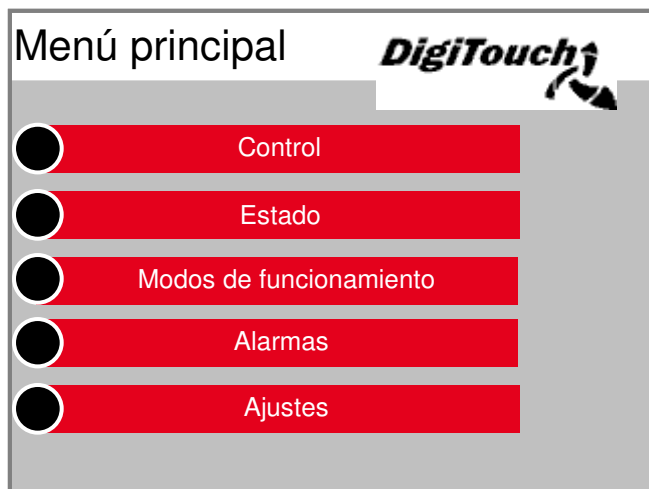 Menú principal
DigiTouch
Control
Estado
Modos de funcionamiento
Alarmas
Ajustes